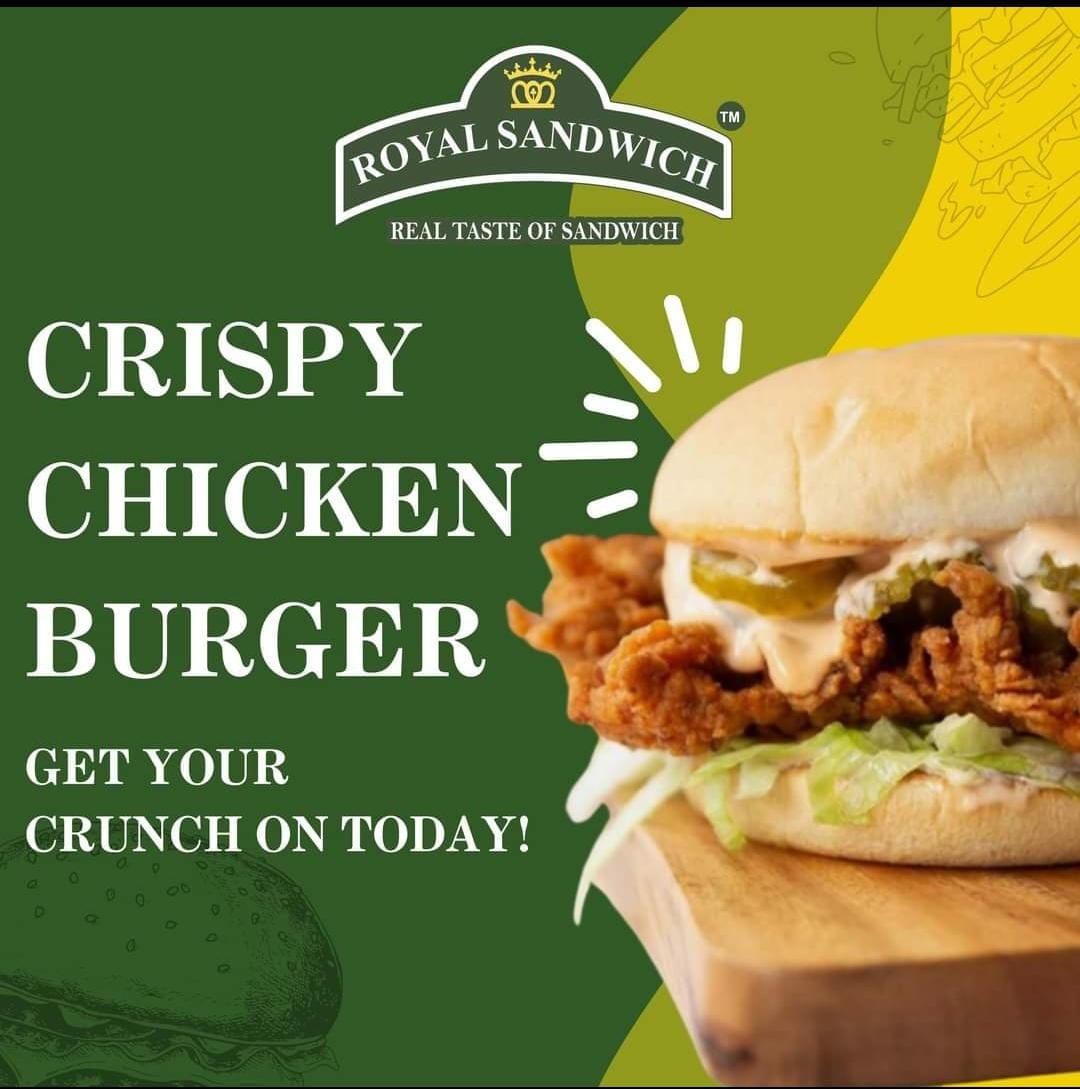 ROYAL SANDWICH
TM
REAL TASTE OF SANDWICH
CRISPY
CHICKEN
BURGER
GET YOUR
CRUNCH ON TODAY!